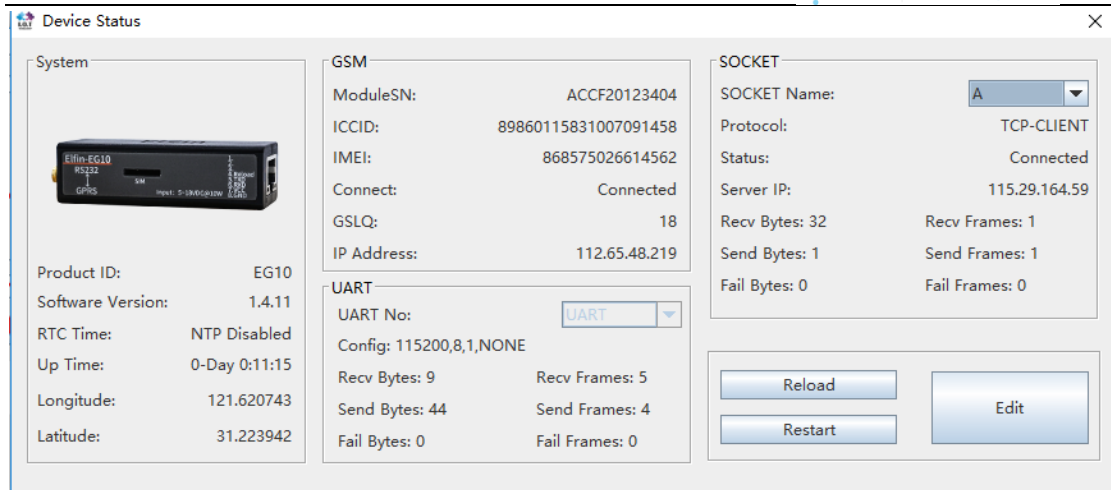 Device Status
System
Elfin-EG10
RS232
GPRS
SIM
Input: 5-18VDC@10W
Reload
Product ID: EG10
Software Version: 1.4.11
RTC Time: NTP Disabled
Up Time: 0-Day 0:11:15
Longitude: 121.620743
Latitude: 31.223942
GSM
ModuleSN: ACCF20123404
ICCID: 89860115831007091458
IMEI: 868575026614562
Connect: Connected
GSLQ: 18
IP Address: 112.65.48.219
UART
UART No: UART
Config: 115200,8,1,NONE
Recv Bytes: 9 Recv Frames: 5
Send Bytes: 44 Send Frames: 4
Fail Bytes: 0 Fail Frames: 0
SOCKET
SOCKET Name: A
Protocol: TCP-CLIENT
Status: Connected
Server IP: 115.29.164.59
Recv Bytes: 32 Recv Frames: 1
Send Bytes: 1 Send Frames: 1
Fail Bytes: 0 Fail Frames: 0
Reload
Restart
Edit